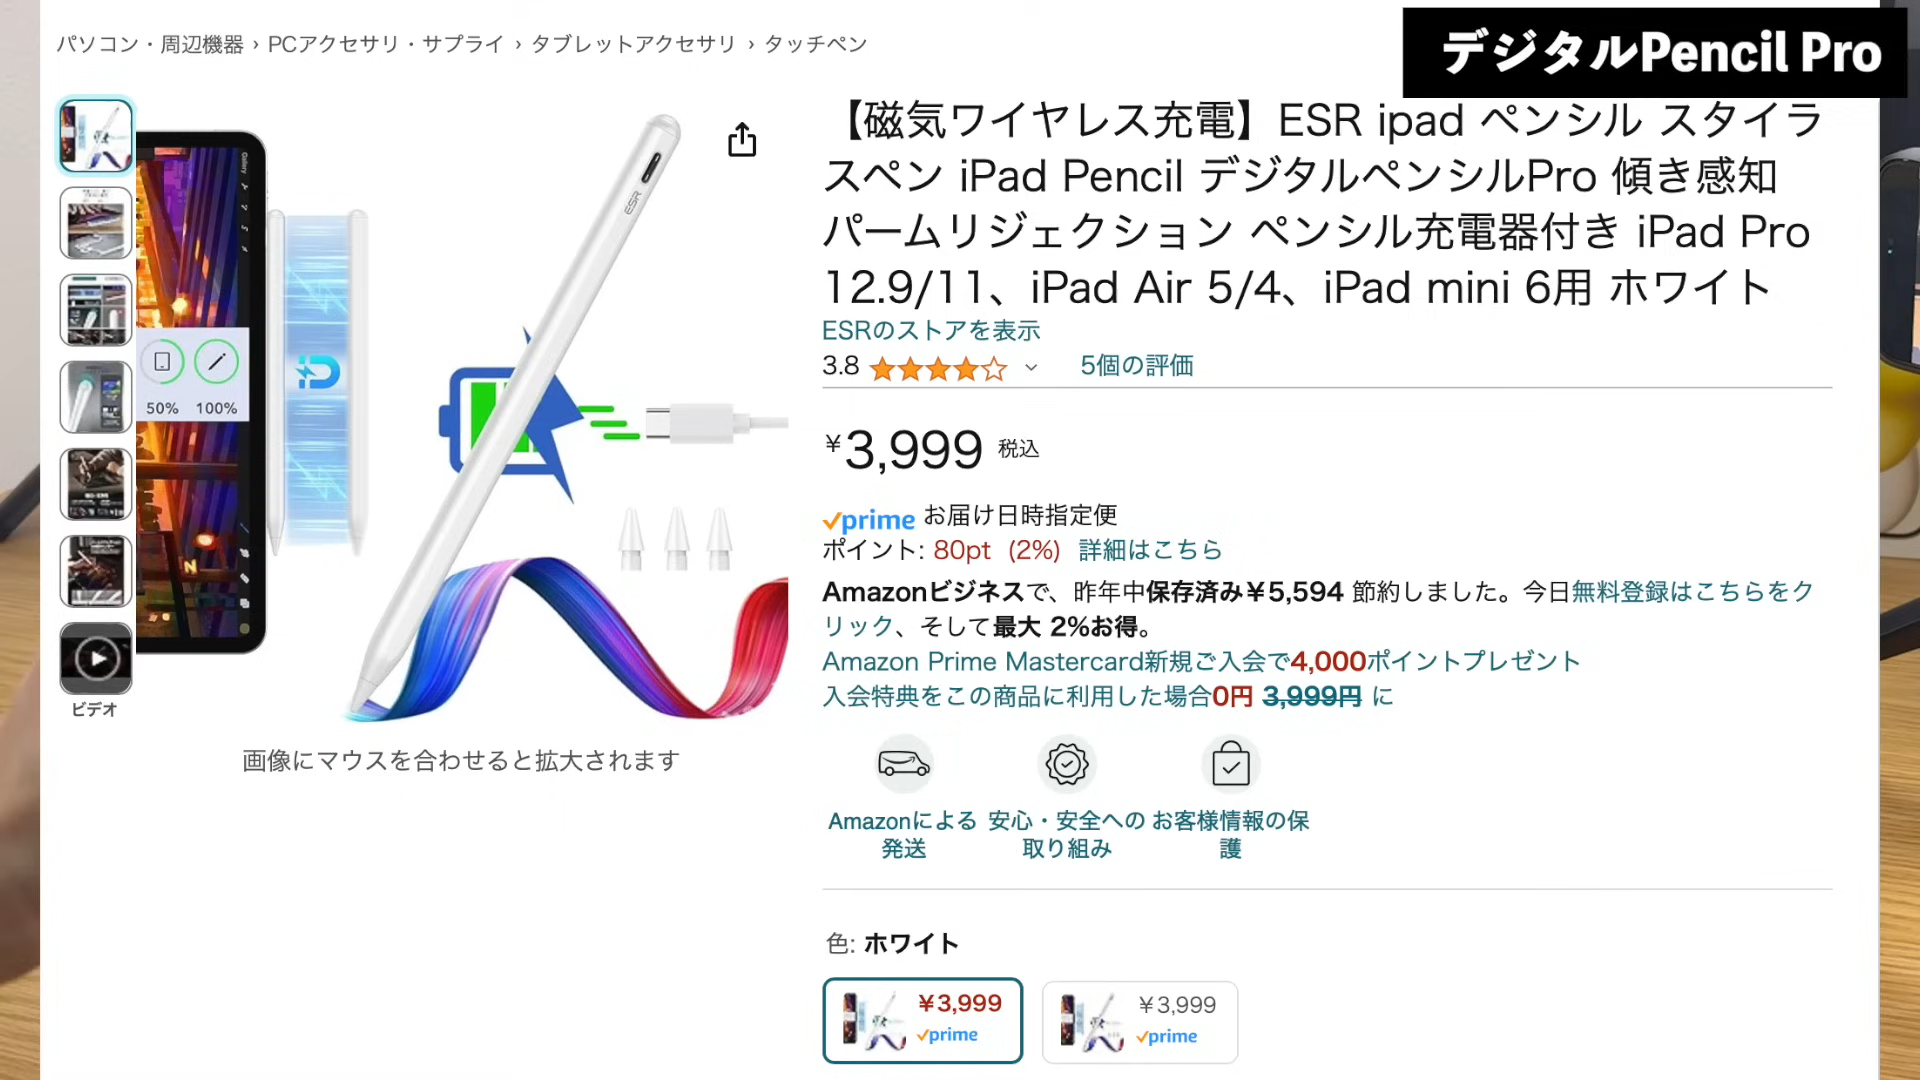 デジタルPencil Pro
パソコン・周辺機器 › PCアクセサリ・サプライ › タブレットアクセサリ › タッチペン
【磁気ワイヤレス充電】ESR ipad ペンシル スタイラ
スペン iPad Pencil デジタルペンシルPro 傾き感知
パームリジェクション ペンシル充電器付き iPad Pro
12.9/11、iPad Air 5/4、iPad mini 6用 ホワイト
ESRのストアを表示
3.8
5個の評価
ESR
50% 100%
¥3,999 税込
prime お届け日時指定便
ポイント: 80pt (2%) 詳細はこちら
Amazonビジネスで、昨年中保存済み¥5,594 節約しました。今日無料登録はこちらをク
リック、そして最大 2%お得。
Amazon Prime Mastercard新規ご入会で4,000ポイントプレゼント
入会特典をこの商品に利用した場合0円 3,999円 に
ビデオ
画像にマウスを合わせると拡大されます
Amazonによる
発送
安心・安全への
取り組み
お客様情報の保
護
色: ホワイト
¥3,999
prime
¥3,999
prime